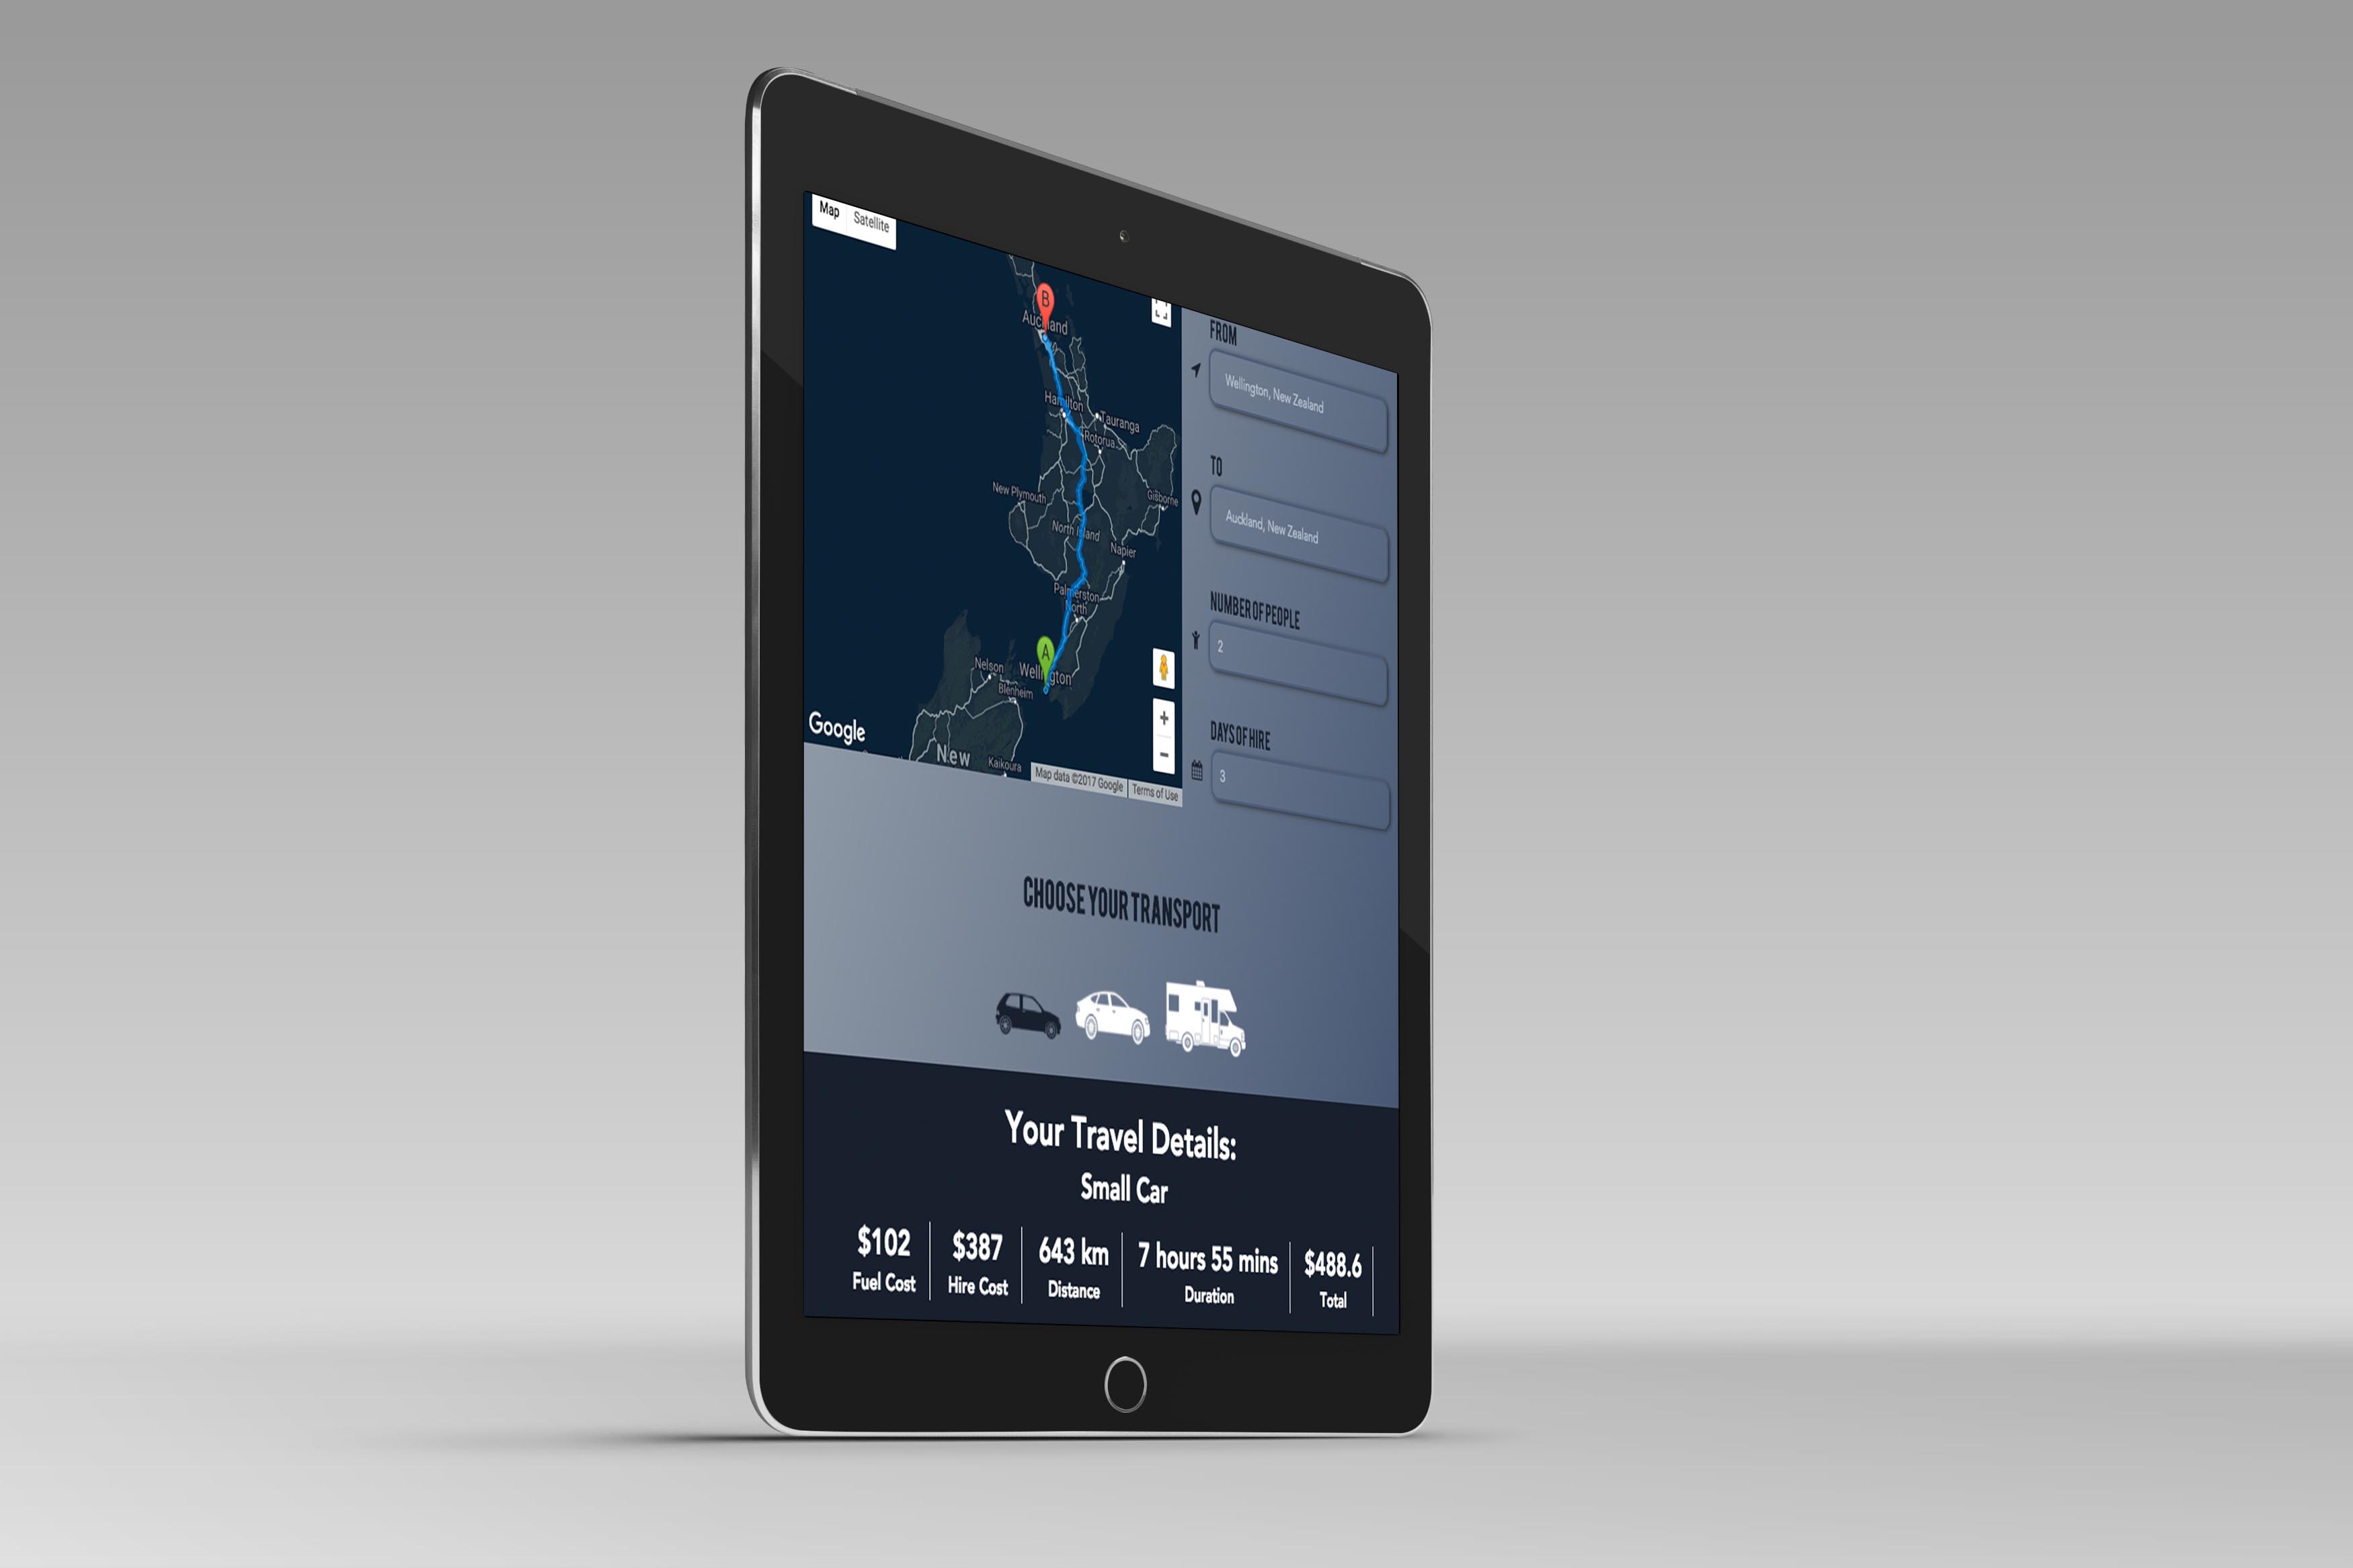 Map Satellite
B
Auckland
Hamilton
Tauranga
Rotorua
New Plymouth
Gisborne
North Island
Napier
Palmerston
North
A
Nelson
Wellington
Blenheim
Google
New
Kaikoura
+
−
Map data ©2017 Google
Terms of Use
FROM
Wellington, New Zealand
TO
Auckland, New Zealand
NUMBER OF PEOPLE
2
DAYS OF HIRE
3
CHOOSE YOUR TRANSPORT
Your Travel Details:
Small Car
$102
Fuel Cost
$387
Hire Cost
643 km
Distance
7 hours 55 mins
Duration
$488.6
Total